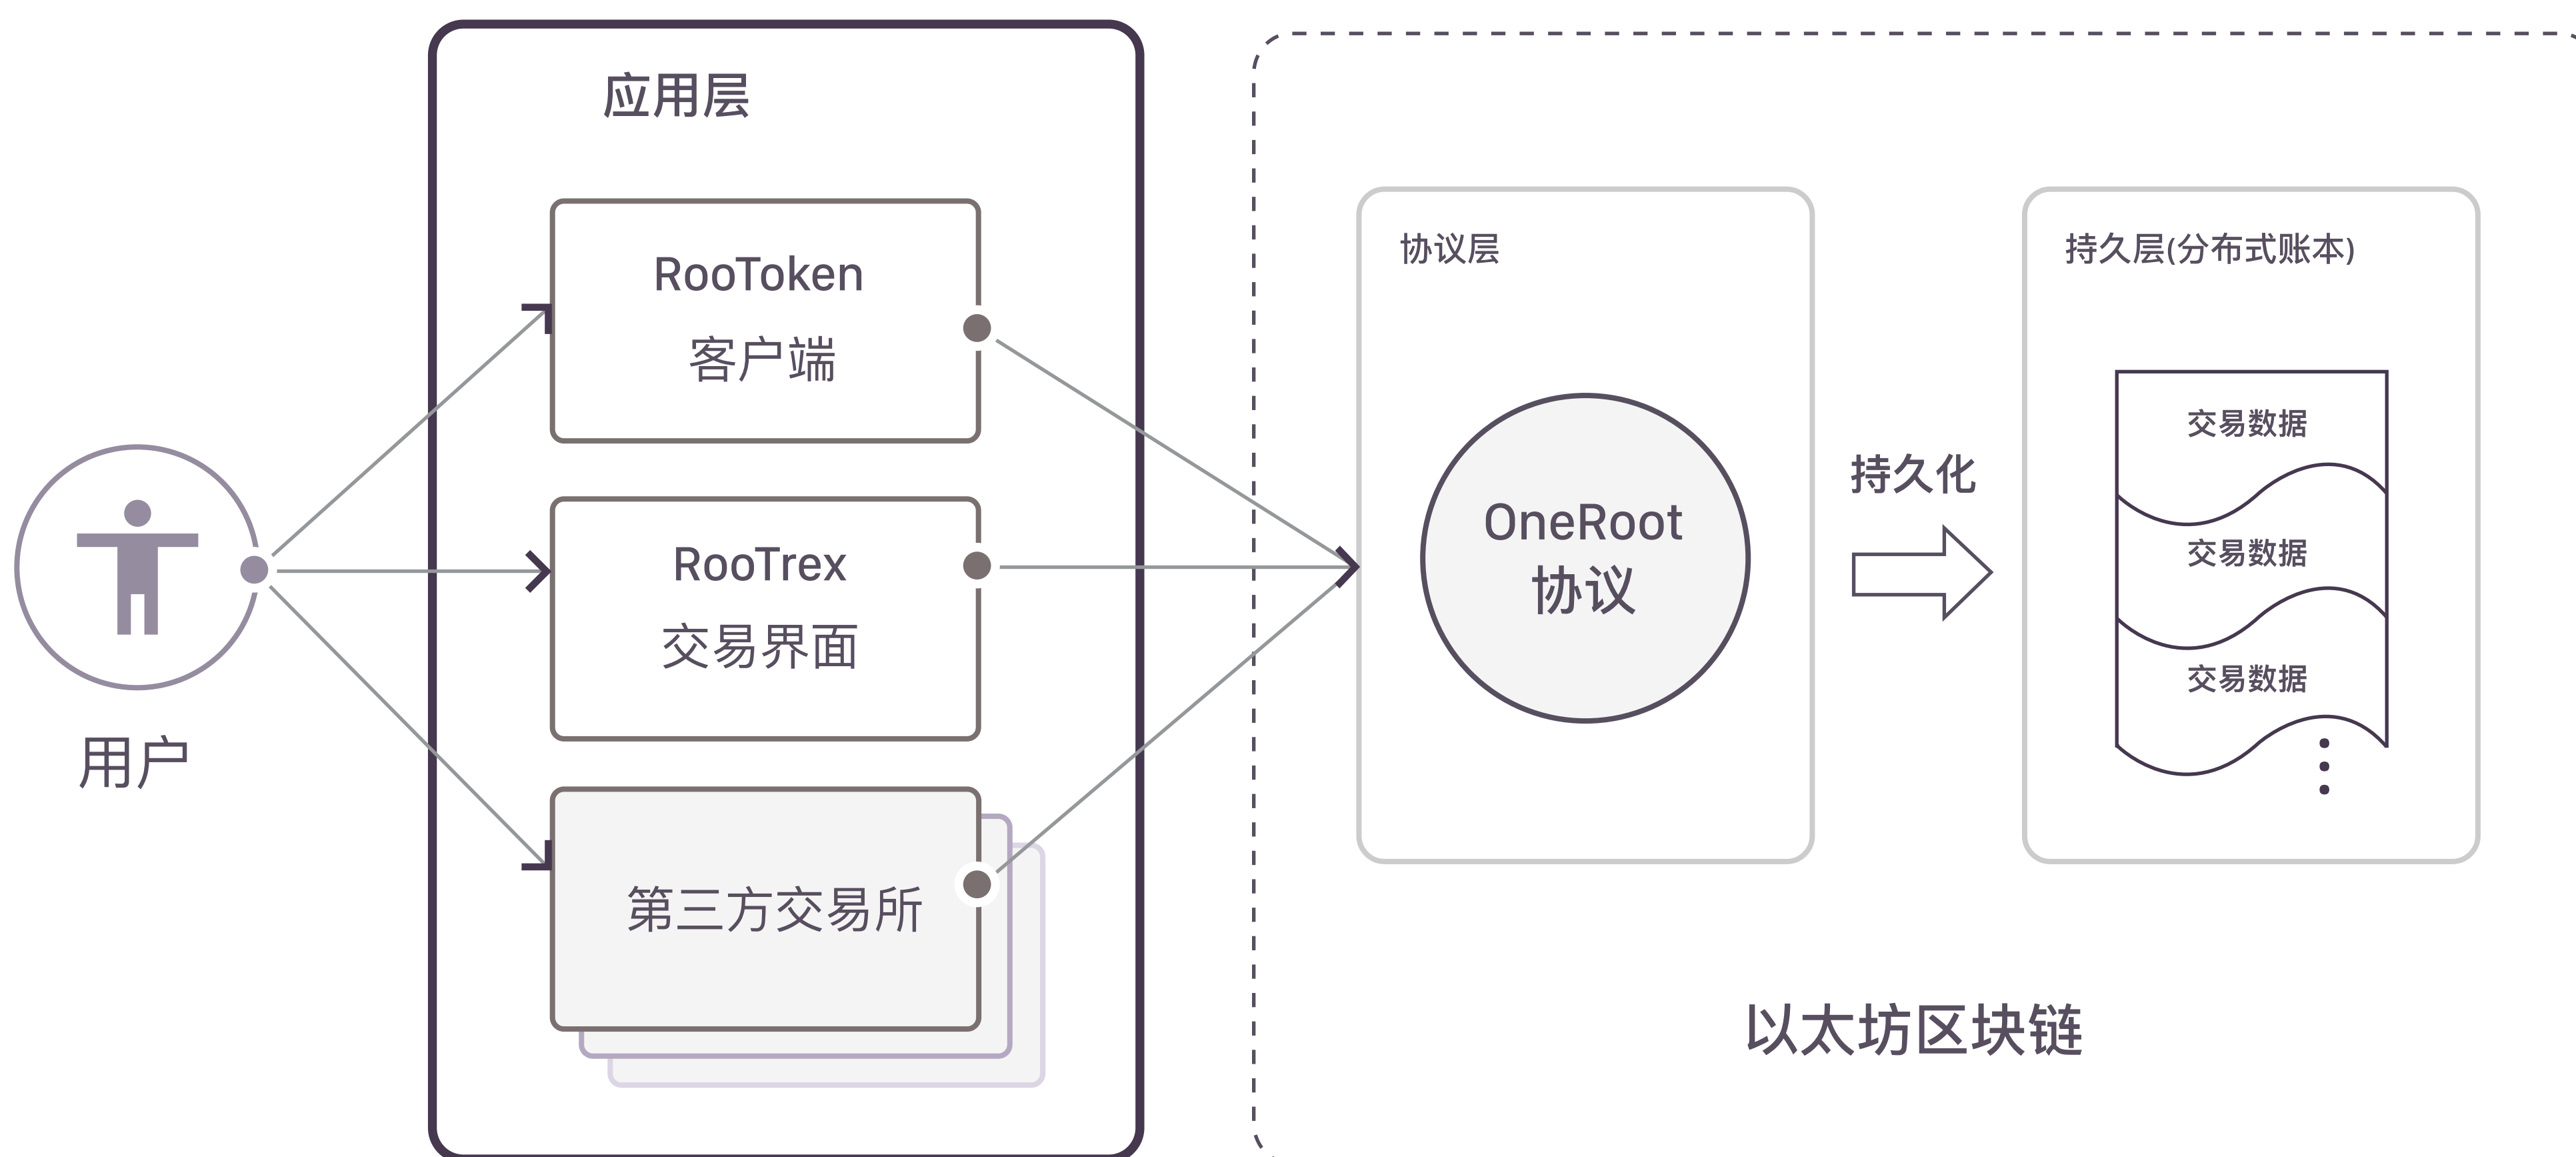 用户
应用层
RooToken
客户端
RooTrex
交易界面
第三方交易所
协议层
OneRoot
协议
持久化
持久层(分布式账本)
交易数据
交易数据
交易数据
以太坊区块链